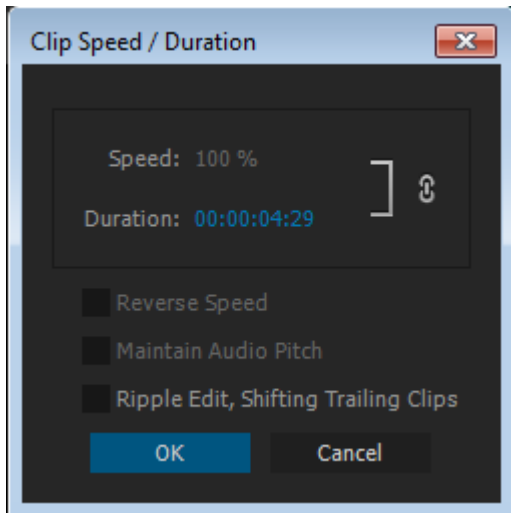 Clip Speed / Duration
Speed: 100 %
Duration: 00:00:04:29
Reverse Speed
Maintain Audio Pitch
Ripple Edit, Shifting Trailing Clips
OK Cancel